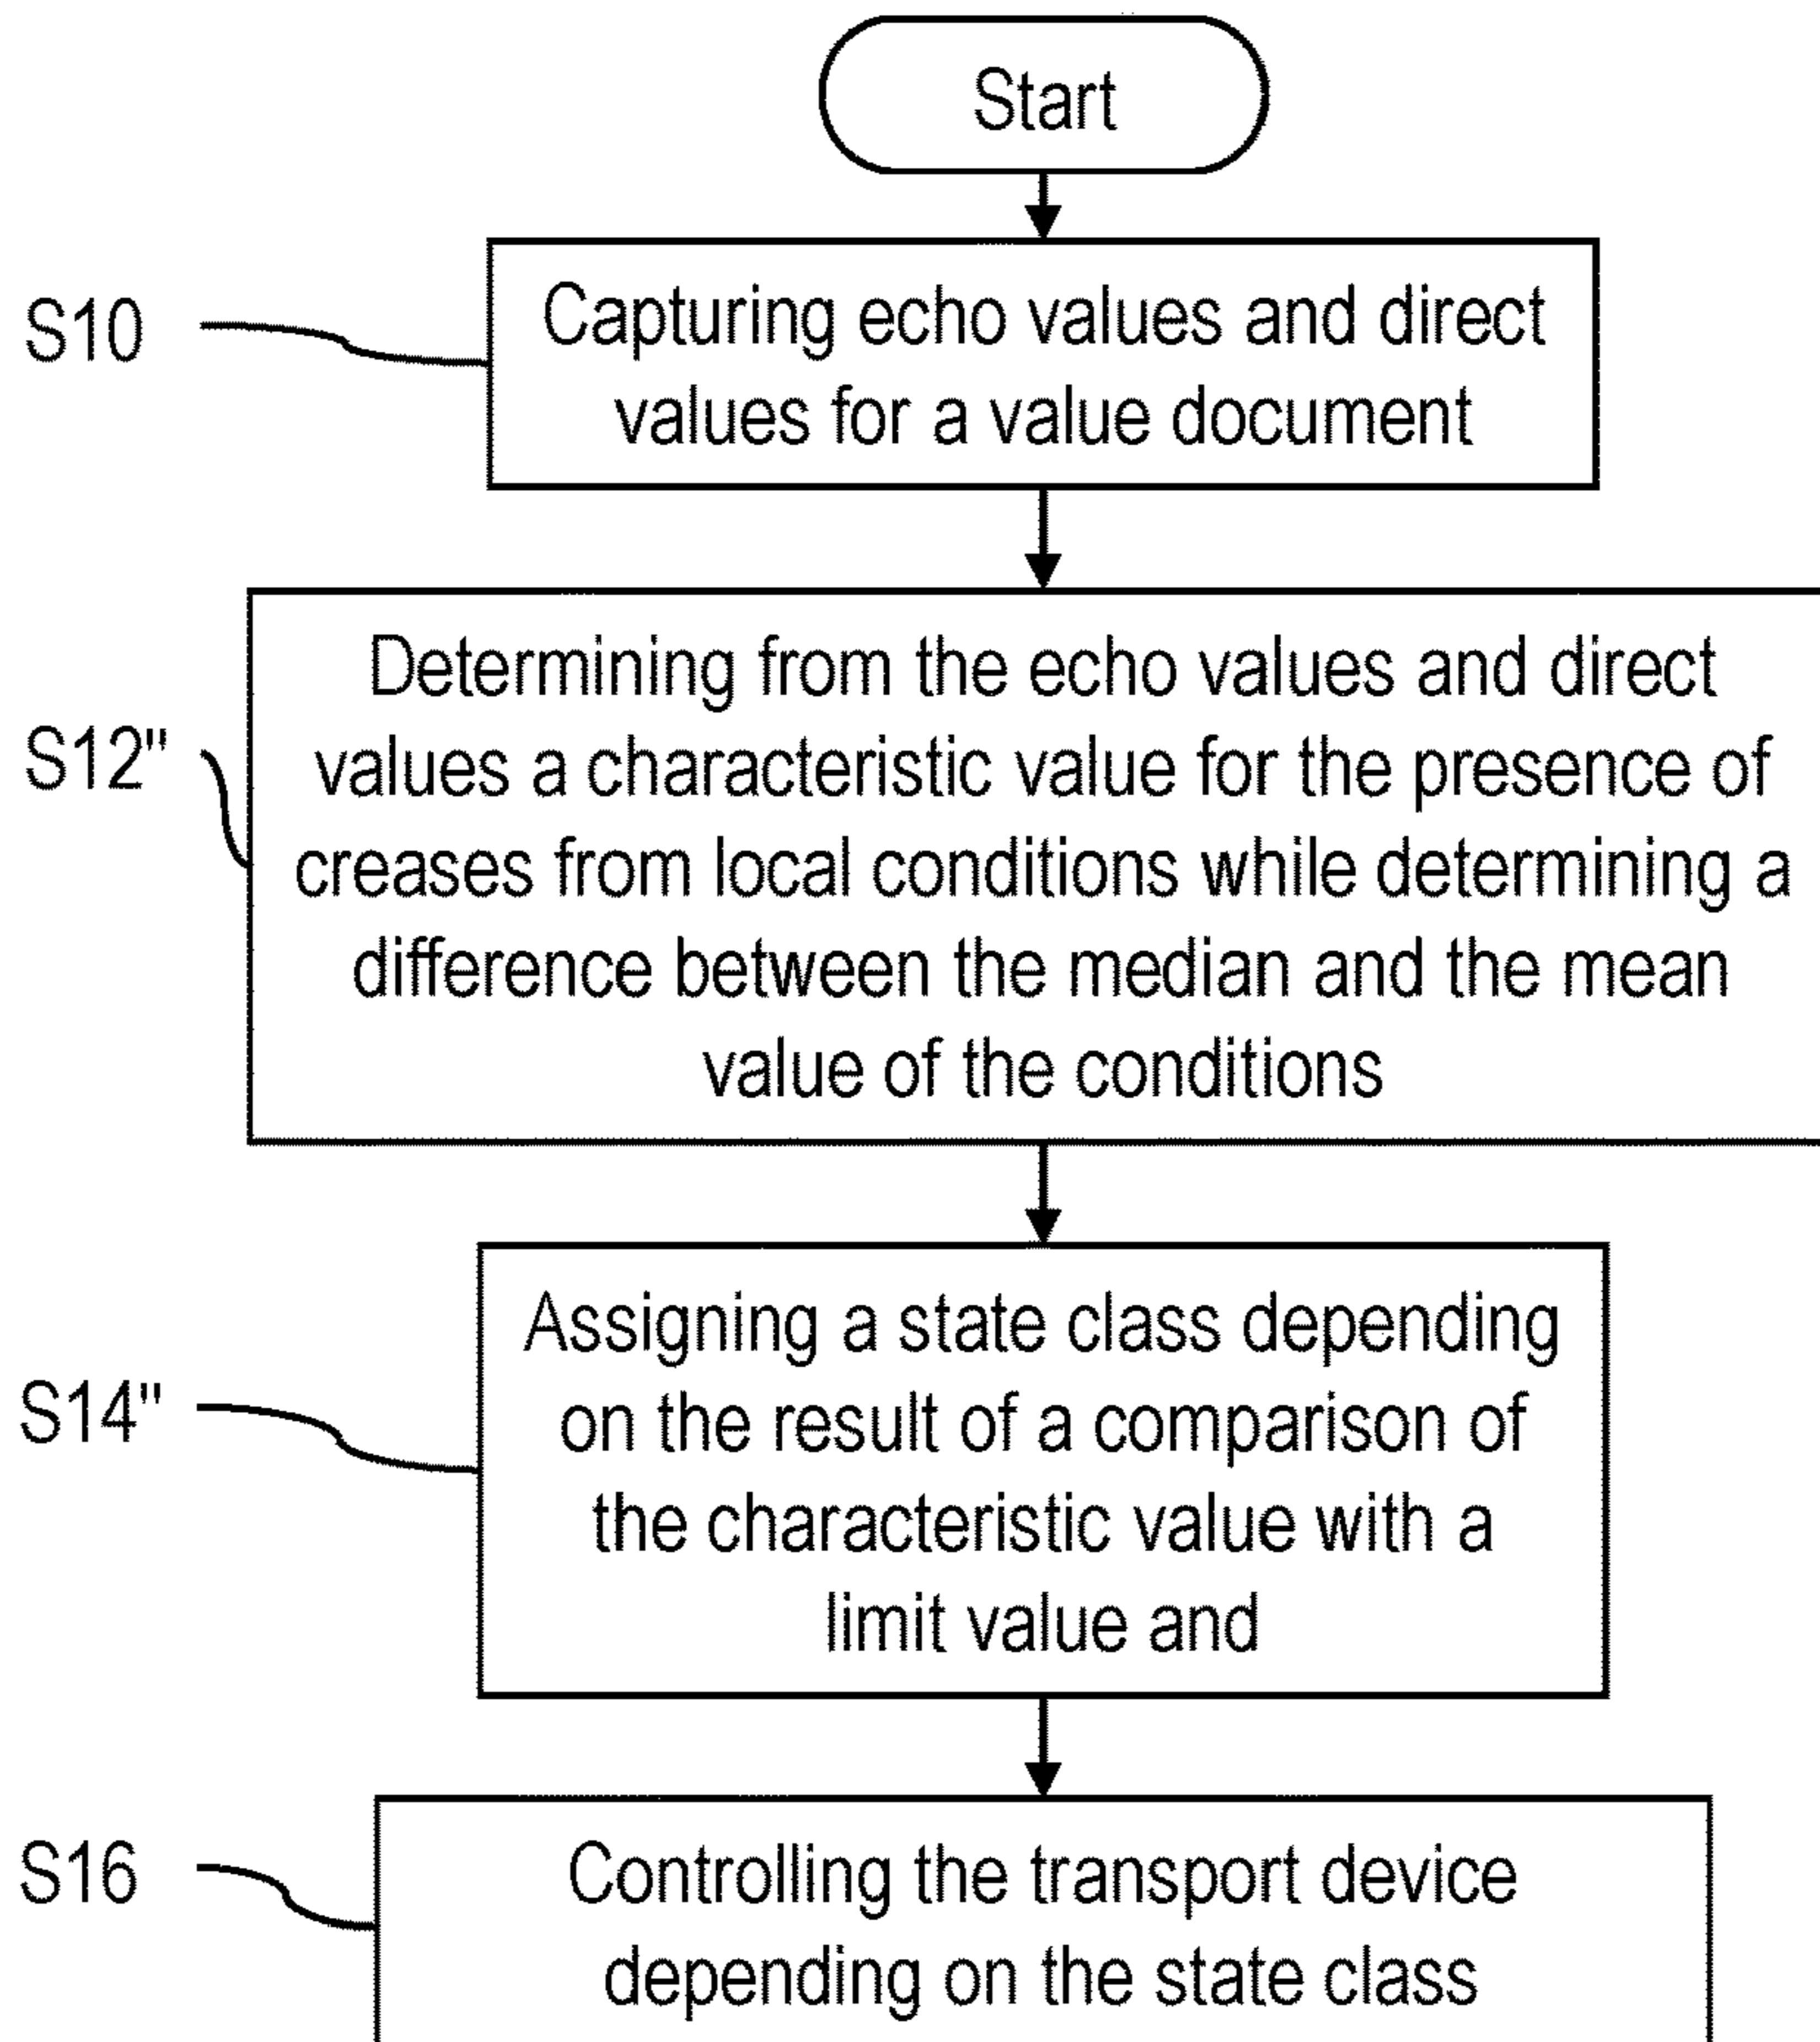 Start
S10
Capturing echo values and direct
values for a value document
S12"
Determining from the echo values and direct
values a characteristic value for the presence of
creases from local conditions while determining a
difference between the median and the mean
value of the conditions
S14"
Assigning a state class depending
on the result of a comparison of
the characteristic value with a
limit value and
S16
Controlling the transport device
depending on the state class